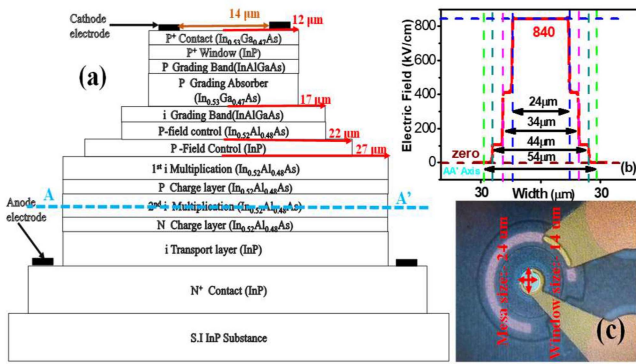 Cathode
electrode
14 μm
12 μm
P⁺ Contact (In₀.₅₃Ga₀.₄₇As)
P⁺ Window (InP)
P Grading Band(InAlGaAs)
P Grading Absorber
(In₀.₅₃Ga₀.₄₇As)
17 μm
i Grading Band(InAlGaAs)
P-field control (In₀.₅₂Al₀.₄₈As)
22 μm
P -Field Control (InP)
27 μm
1ˢᵗ i Multiplication (In₀.₅₂Al₀.₄₈As)
P Charge layer (In₀.₅₂Al₀.₄₈As)
A
2ⁿᵈ i Multiplication (In₀.₅₂Al₀.₄₈As)
A'
N Charge layer (In₀.₅₂Al₀.₄₈As)
i Transport layer (InP)
Anode
electrode
N⁺ Contact (InP)
S.I InP Substance
(a)
Electric Field (kV/cm)
800
600
400
200
0
840
24μm
34μm
44μm
54μm
zero
AA' Axis
30
Width (μm)
30
(b)
Mesa size:- 24 um
Window size:- 14 um
(c)